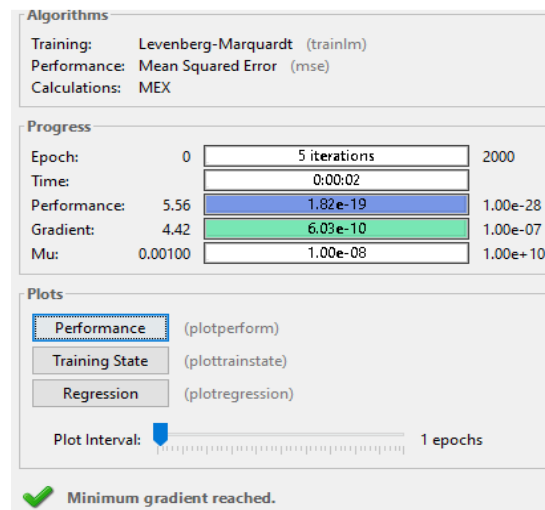 Algorithms
Training: Levenberg-Marquardt (trainlm)
Performance: Mean Squared Error (mse)
Calculations: MEX
Progress
Epoch: 0 5 iterations 2000
Time: 0:00:02
Performance: 5.56 1.82e-19 1.00e-28
Gradient: 4.42 6.03e-10 1.00e-07
Mu: 0.00100 1.00e-08 1.00e+10
Plots
Performance (plotperform)
Training State (plottrainstate)
Regression (plotregression)
Plot Interval: 1 epochs
Minimum gradient reached.